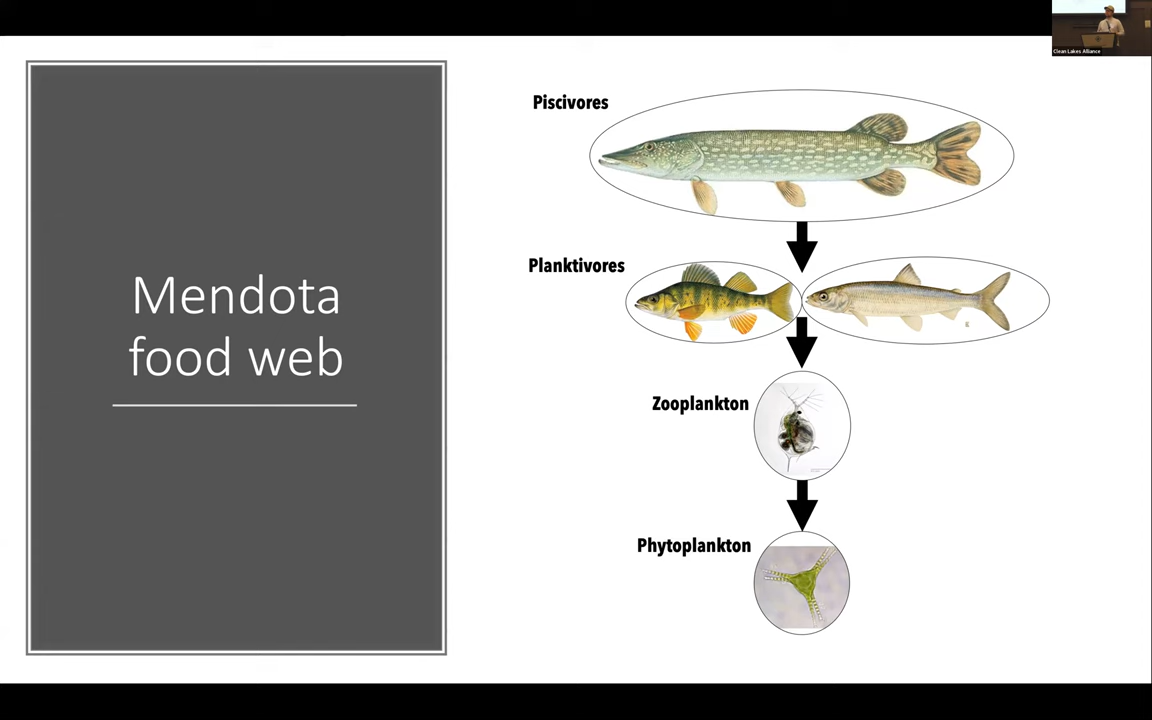 Clean Lakes Alliance
Mendota
food web
Piscivores
Planktivores
Zooplankton
Phytoplankton